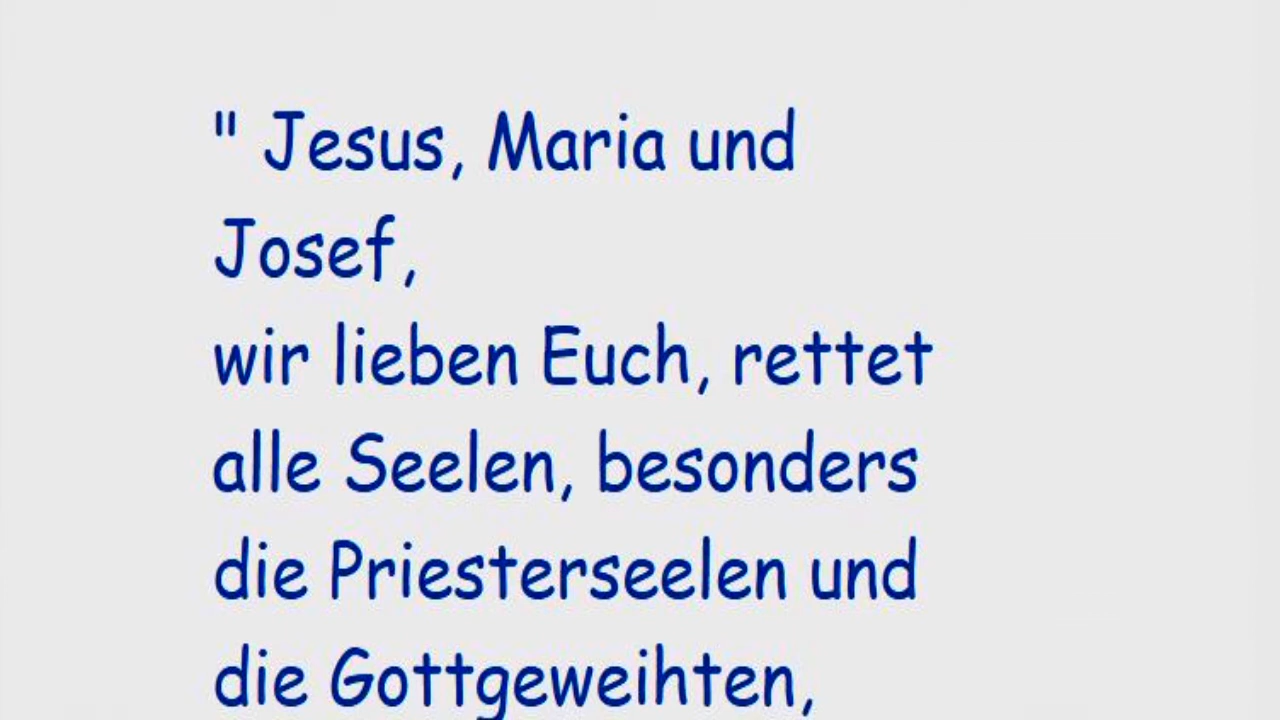 " Jesus, Maria und
Josef,
wir lieben Euch, rettet
alle Seelen, besonders
die Priesterseelen und
die Gottgeweihten,